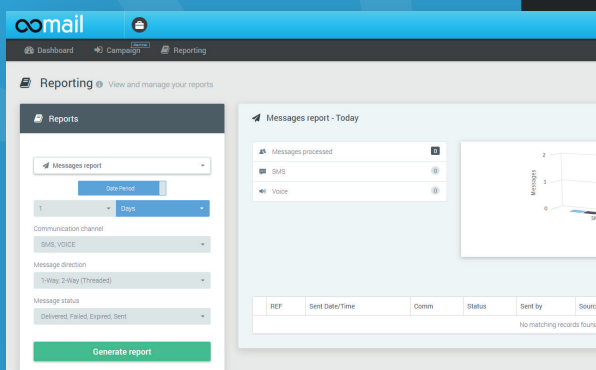 oomail
Dashboard Campaign Reporting
Reporting View and manage your reports
Reports
Messages report
Date Period
1 Days
Communication channel
SMS, VOICE
Message direction
1-Way, 2-Way (Threaded)
Message status
Delivered, Failed, Expired, Sent
Generate report
Messages report - Today
Messages processed 0
SMS 0
Voice 0
Messages
2
1
0
REF Sent Date/Time Comm Status Sent by Sourc
No matching records found